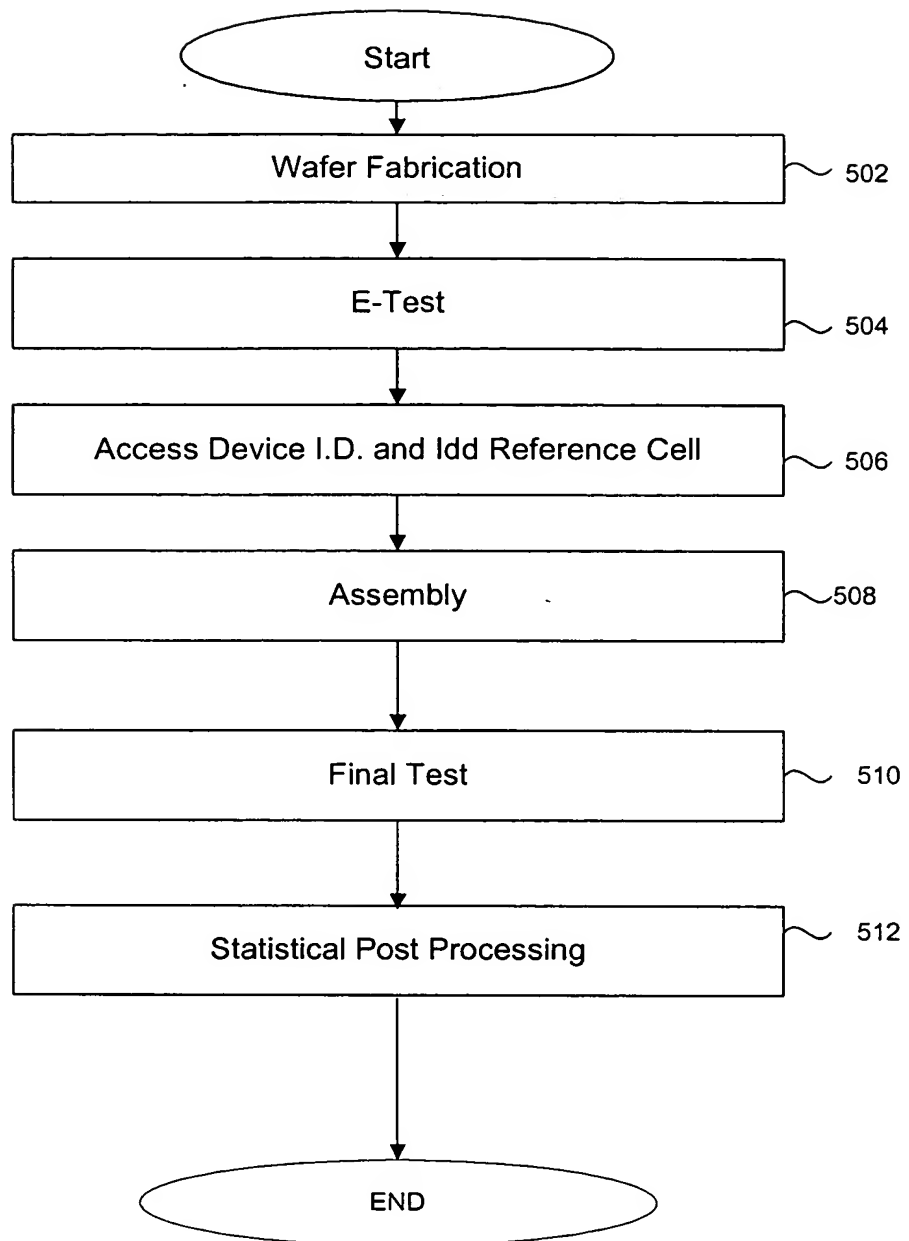 Start
Wafer Fabrication
502
E-Test
504
Access Device I.D. and Idd Reference Cell
506
Assembly
508
Final Test
510
Statistical Post Processing
512
END